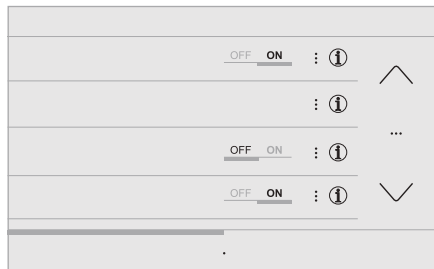 OFF ON ⋮ i
⋮ i
...
OFF ON ⋮ i
OFF ON ⋮ i
.